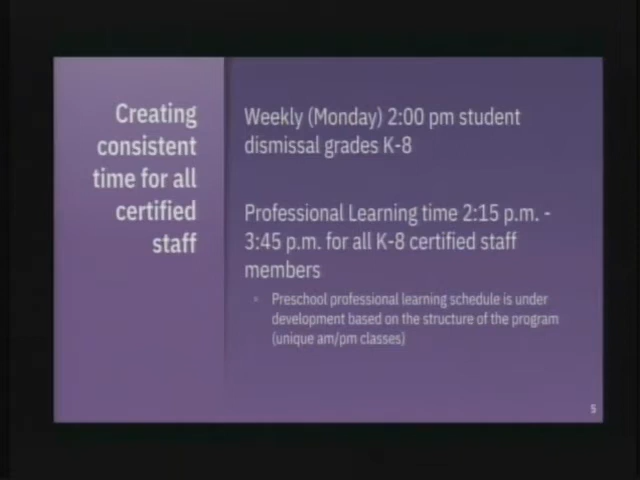 Creating
consistent
time for all
certified
staff
Weekly (Monday) 2:00 pm student
dismissal grades K-8
Professional Learning time 2:15 p.m. -
3:45 p.m. for all K-8 certified staff
members
Preschool professional learning schedule is under
development based on the structure of the program
(unique am/pm classes)
5